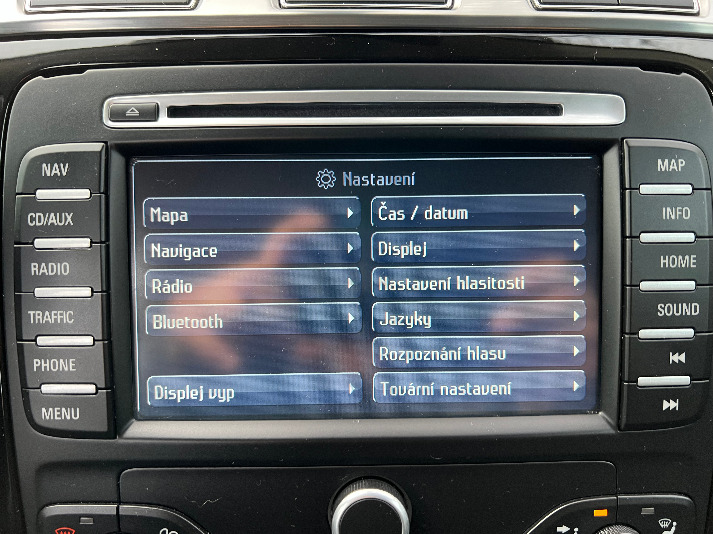 NAV
CD/AUX
RADIO
TRAFFIC
PHONE
MENU
Nastavení
Mapa
Navigace
Rádio
Bluetooth
Displej vyp
Čas / datum
Displej
Nastavení hlasitosti
Jazyky
Rozpoznání hlasu
Tovární nastavení
MAP
INFO
HOME
SOUND